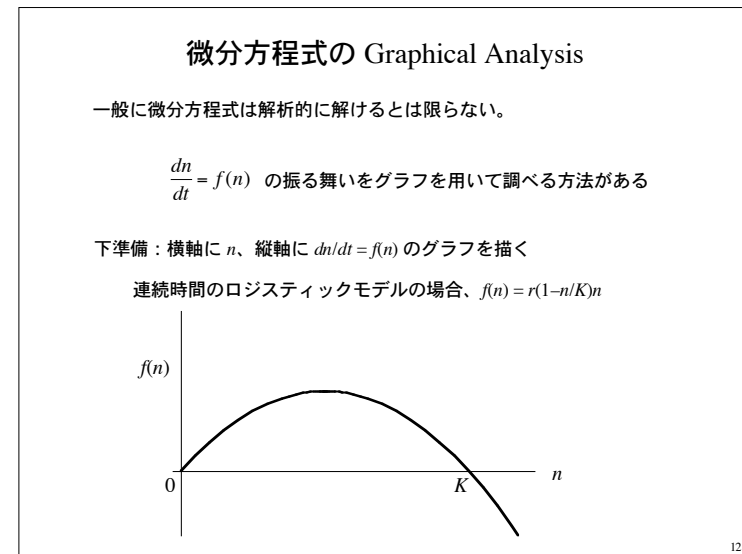 微分方程式の Graphical Analysis
一般に微分方程式は解析的に解けるとは限らない。
dn/dt = f(n) の振る舞いをグラフを用いて調べる方法がある
下準備：横軸に n、縦軸に dn/dt = f(n) のグラフを描く
連続時間のロジスティックモデルの場合、f(n) = r(1–n/K)n
f(n)
0
K
n
12